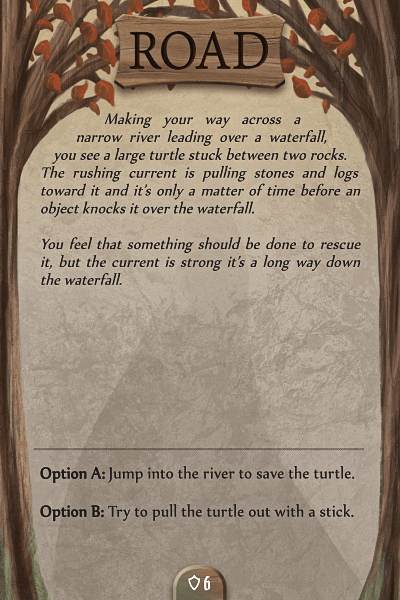 ROAD
Making your way across a
narrow river leading over a waterfall,
you see a large turtle stuck between two rocks.
The rushing current is pulling stones and logs
toward it and it's only a matter of time before an
object knocks it over the waterfall.
You feel that something should be done to rescue
it, but the current is strong it's a long way down
the waterfall.
Option A: Jump into the river to save the turtle.
Option B: Try to pull the turtle out with a stick.
6